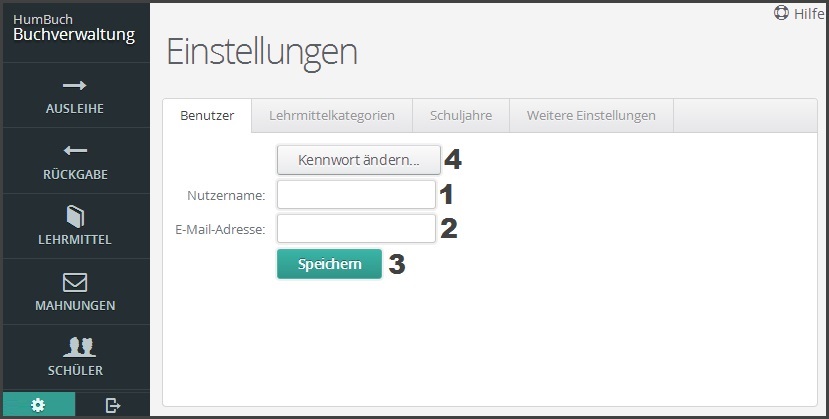 HumBuch
Buchverwaltung
AUSLEIHE
RÜCKGABE
LEHRMITTEL
MAHNUNGEN
SCHÜLER
Hilfe
Einstellungen
Benutzer Lehrmittelkategorien Schuljahre Weitere Einstellungen
Kennwort ändern... 4
Nutzername: 1
E-Mail-Adresse: 2
Speichern 3